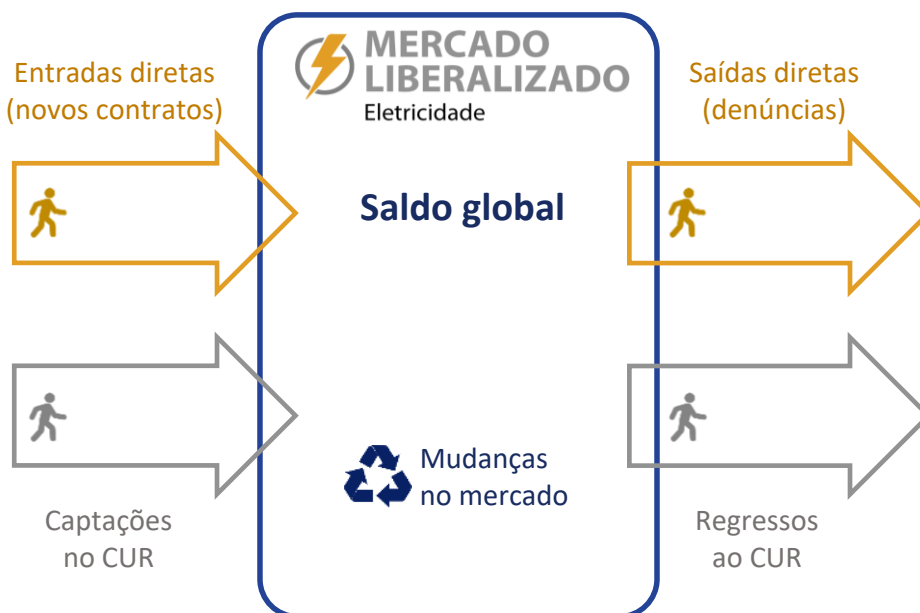 MERCADO
LIBERALIZADO
Eletricidade
Entradas diretas
(novos contratos)
Saídas diretas
(denúncias)
Saldo global
Mudanças
no mercado
Captações
no CUR
Regressos
ao CUR